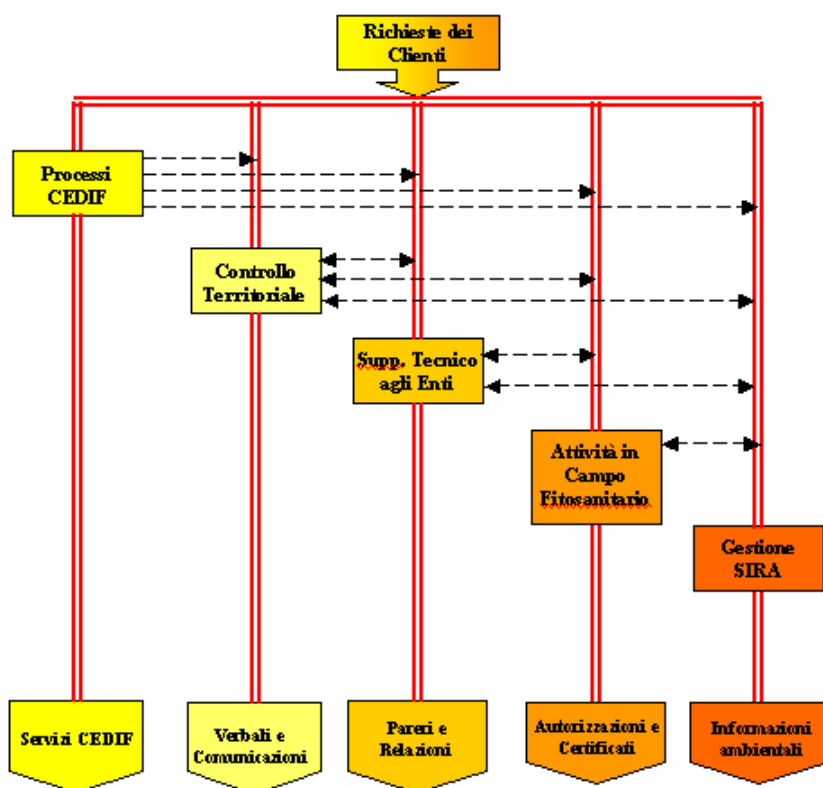 Richieste dei
Clienti
Processi
CEDIF
Controllo
Territoriale
Supp. Tecnico
agli Enti
Attività in
Campo
Fitosanitario
Gestione
SIRA
Servizi CEDIF
Verbali e
Comunicazioni
Pareri e
Relazioni
Autorizzazioni e
Certificati
Informazioni
ambientali